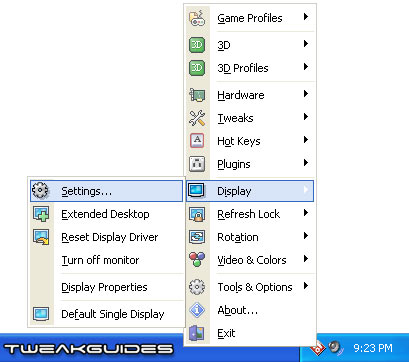 Game Profiles
3D
3D
3D
3D Profiles
Hardware
Tweaks
A
Hot Keys
Plugins
Display
Refresh Lock
Rotation
Video & Colors
Tools & Options
About...
Exit
Settings...
Extended Desktop
Reset Display Driver
Turn off monitor
Display Properties
Default Single Display
TWEAKGUIDES
9:23 PM